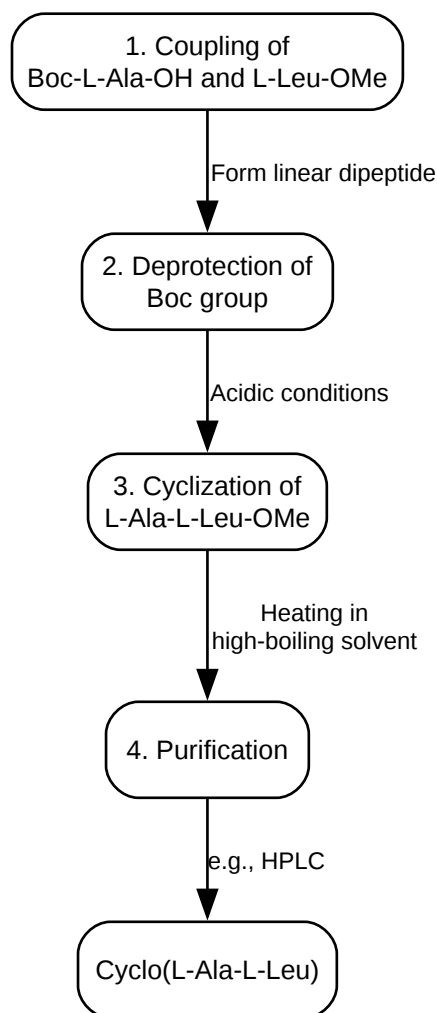 1. Coupling of
Boc-L-Ala-OH and L-Leu-OMe
Form linear dipeptide
2. Deprotection of
Boc group
Acidic conditions
3. Cyclization of
L-Ala-L-Leu-OMe
Heating in
high-boiling solvent
4. Purification
e.g., HPLC
Cyclo(L-Ala-L-Leu)